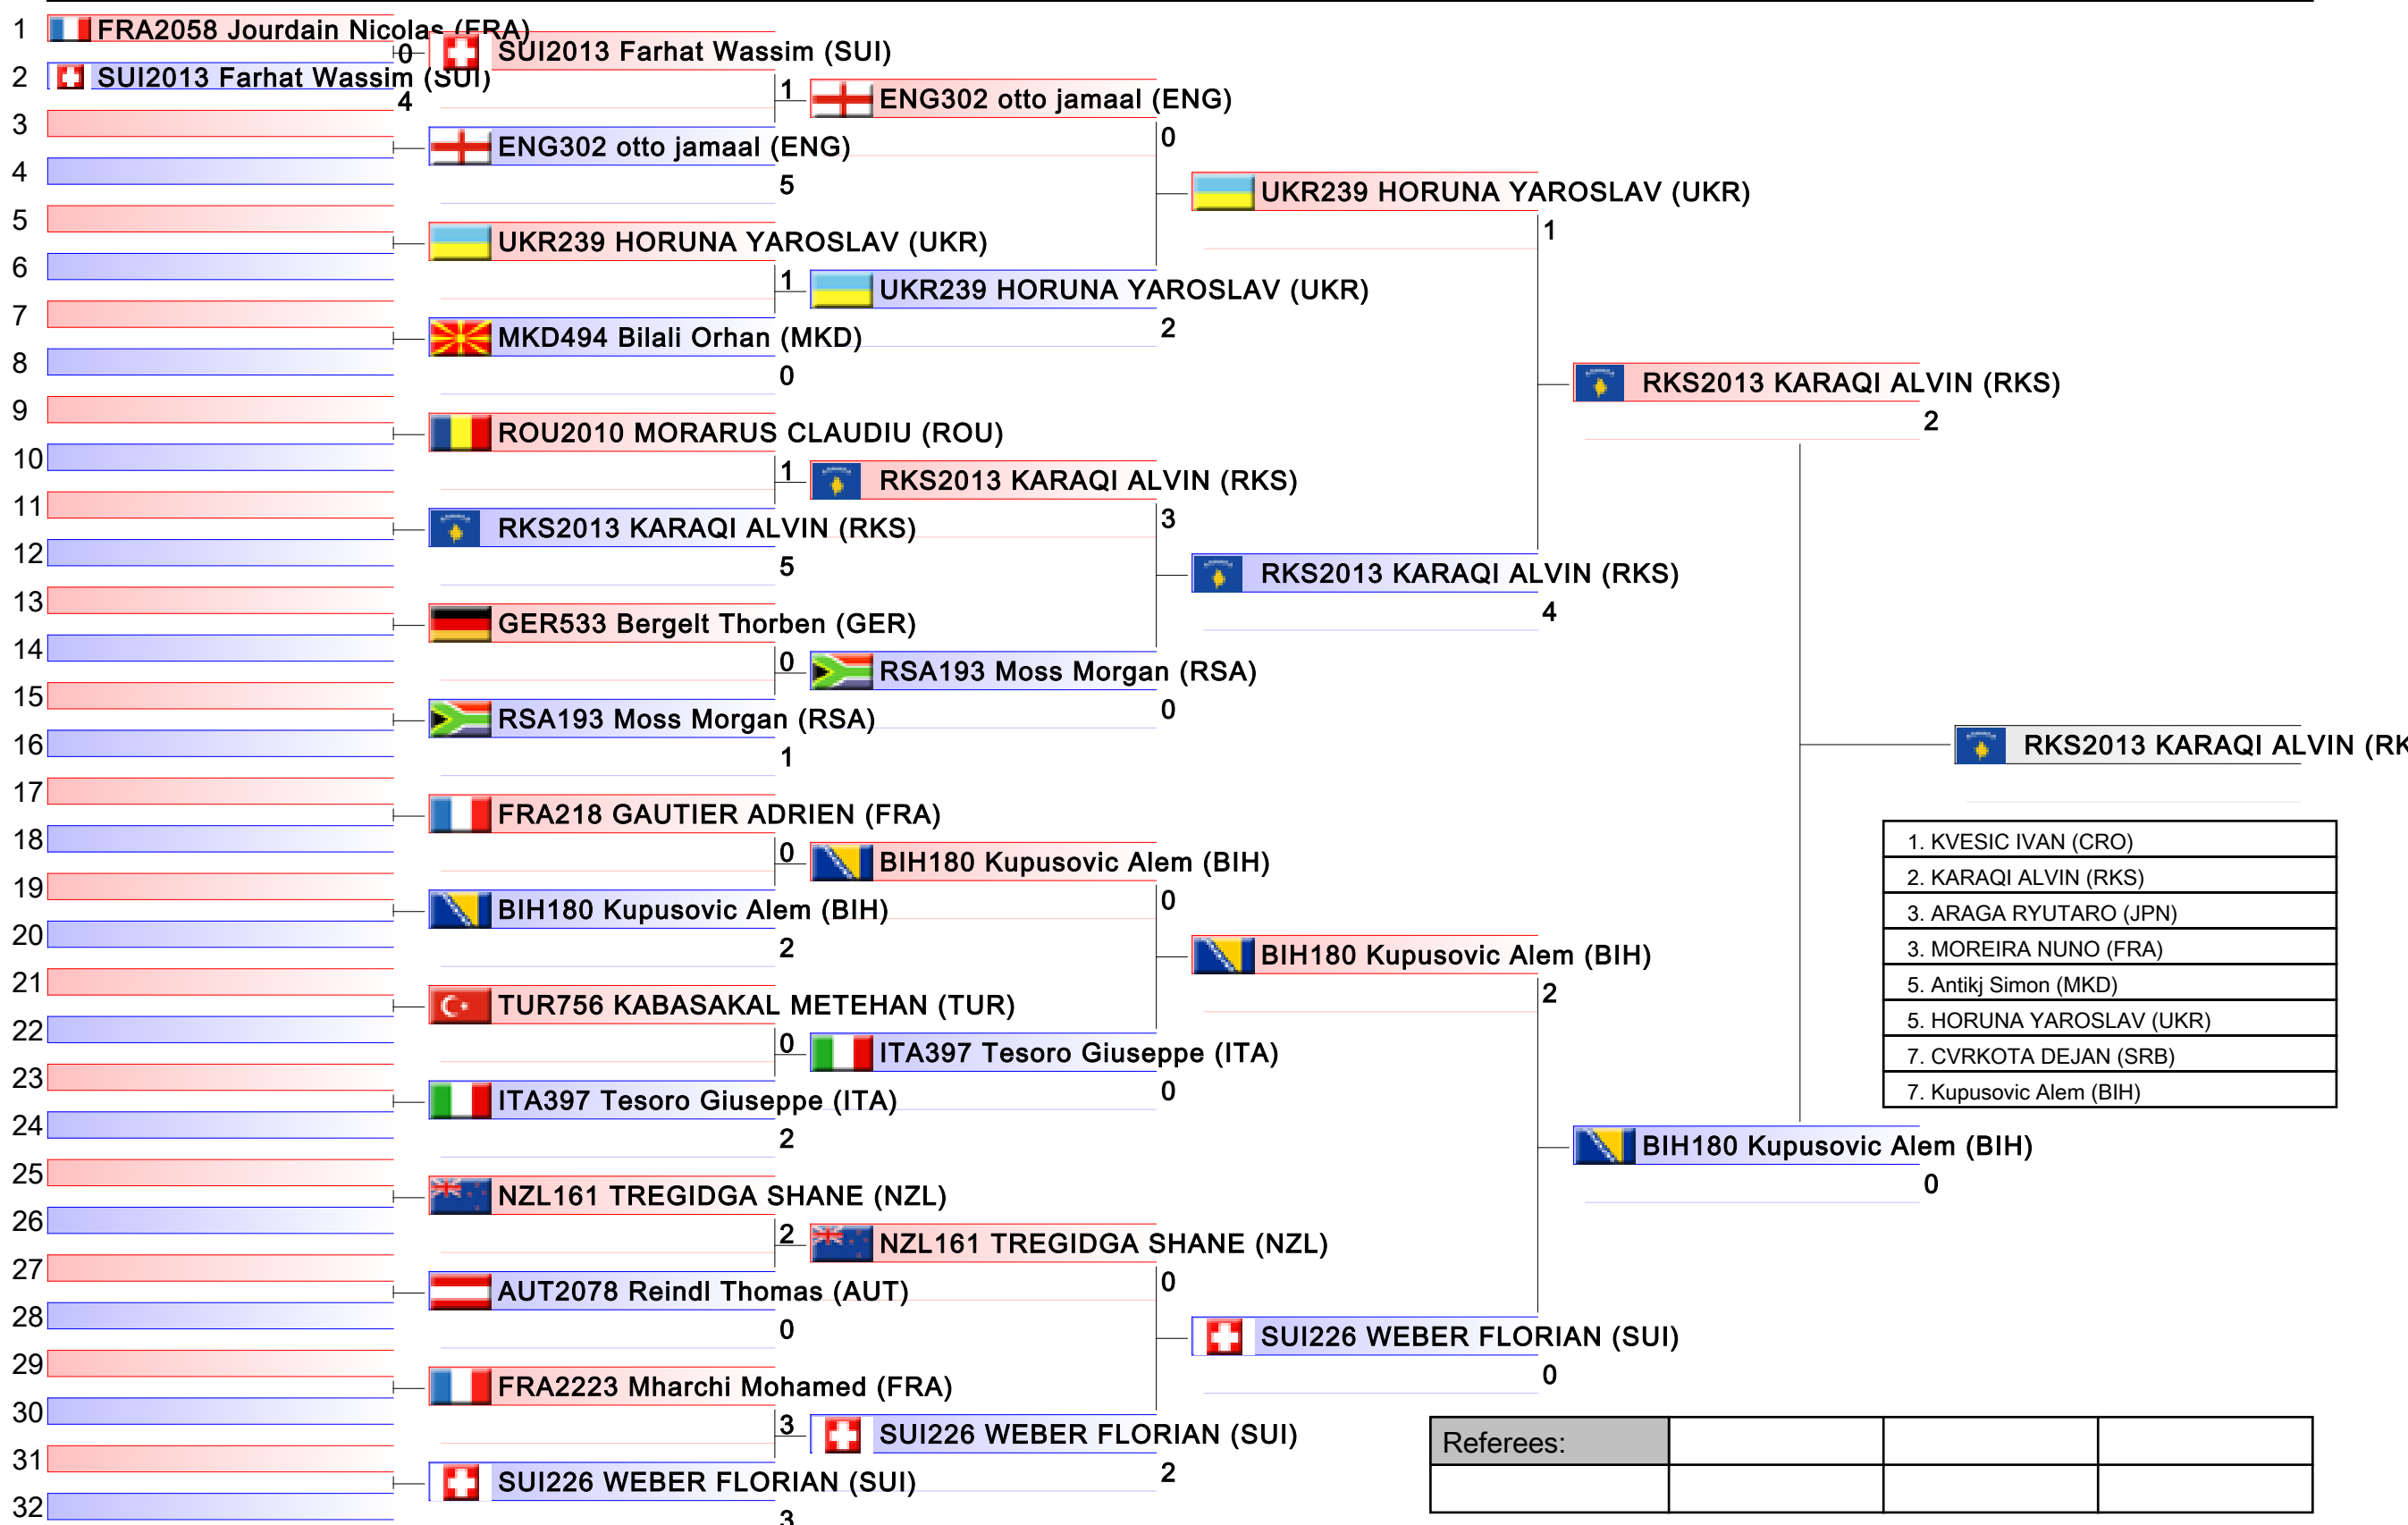 1 FRA2058 Jourdain Nicolas (FRA)
0
2 SUI2013 Farhat Wassim (SUI)
4
3
4
5
6
7
8
9
10
11
12
13
14
15
16
17
18
19
20
21
22
23
24
25
26
27
28
29
30
31
32
SUI2013 Farhat Wassim (SUI)
1
ENG302 otto jamaal (ENG)
5
UKR239 HORUNA YAROSLAV (UKR)
1
MKD494 Bilali Orhan (MKD)
0
ROU2010 MORARUS CLAUDIU (ROU)
1
RKS2013 KARAQI ALVIN (RKS)
5
GER533 Bergelt Thorben (GER)
0
RSA193 Moss Morgan (RSA)
1
FRA218 GAUTIER ADRIEN (FRA)
0
BIH180 Kupusovic Alem (BIH)
2
TUR756 KABASAKAL METEHAN (TUR)
0
ITA397 Tesoro Giuseppe (ITA)
2
NZL161 TREGIDGA SHANE (NZL)
2
AUT2078 Reindl Thomas (AUT)
0
FRA2223 Mharchi Mohamed (FRA)
3
SUI226 WEBER FLORIAN (SUI)
3
ENG302 otto jamaal (ENG)
0
UKR239 HORUNA YAROSLAV (UKR)
2
RKS2013 KARAQI ALVIN (RKS)
3
RSA193 Moss Morgan (RSA)
0
BIH180 Kupusovic Alem (BIH)
0
ITA397 Tesoro Giuseppe (ITA)
0
NZL161 TREGIDGA SHANE (NZL)
0
SUI226 WEBER FLORIAN (SUI)
2
UKR239 HORUNA YAROSLAV (UKR)
1
RKS2013 KARAQI ALVIN (RKS)
4
BIH180 Kupusovic Alem (BIH)
2
SUI226 WEBER FLORIAN (SUI)
0
RKS2013 KARAQI ALVIN (RKS)
2
BIH180 Kupusovic Alem (BIH)
0
RKS2013 KARAQI ALVIN (RK
1. KVESIC IVAN (CRO)
2. KARAQI ALVIN (RKS)
3. ARAGA RYUTARO (JPN)
3. MOREIRA NUNO (FRA)
5. Antikj Simon (MKD)
5. HORUNA YAROSLAV (UKR)
7. CVRKOTA DEJAN (SRB)
7. Kupusovic Alem (BIH)
Referees: